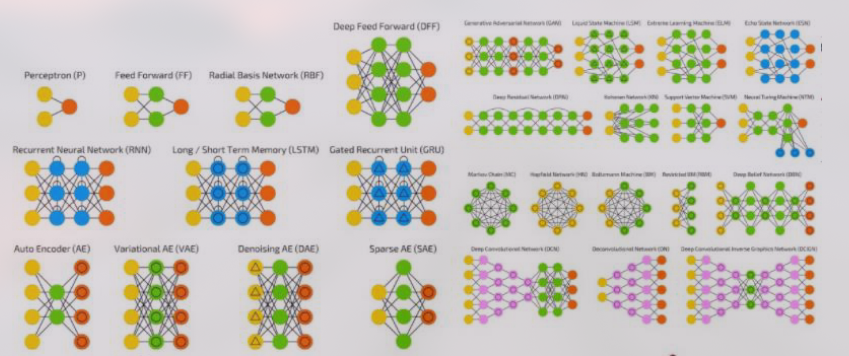 Perceptron (P)
Feed Forward (FF)
Radial Basis Network (RBF)
Deep Feed Forward (DFF)
Recurrent Neural Network (RNN)
Long / Short Term Memory (LSTM)
Gated Recurrent Unit (GRU)
Auto Encoder (AE)
Variational AE (VAE)
Denoising AE (DAE)
Sparse AE (SAE)
Generative Adversarial Network (GAN)
Liquid State Machine (LSM)
Extreme Learning Machine (ELM)
Echo State Network (ESN)
Deep Residual Network (DRN)
Kohonen Network (KN)
Support Vector Machine (SVM)
Neural Turing Machine (NTM)
Markov Chain (MC)
Hopfield Network (HN)
Boltzmann Machine (BM)
Restricted BM (RBM)
Deep Belief Network (DBN)
Deep Convolutional Network (DCN)
Deconvolutional Network (DN)
Deep Convolutional Inverse Graphics Network (DCIGN)